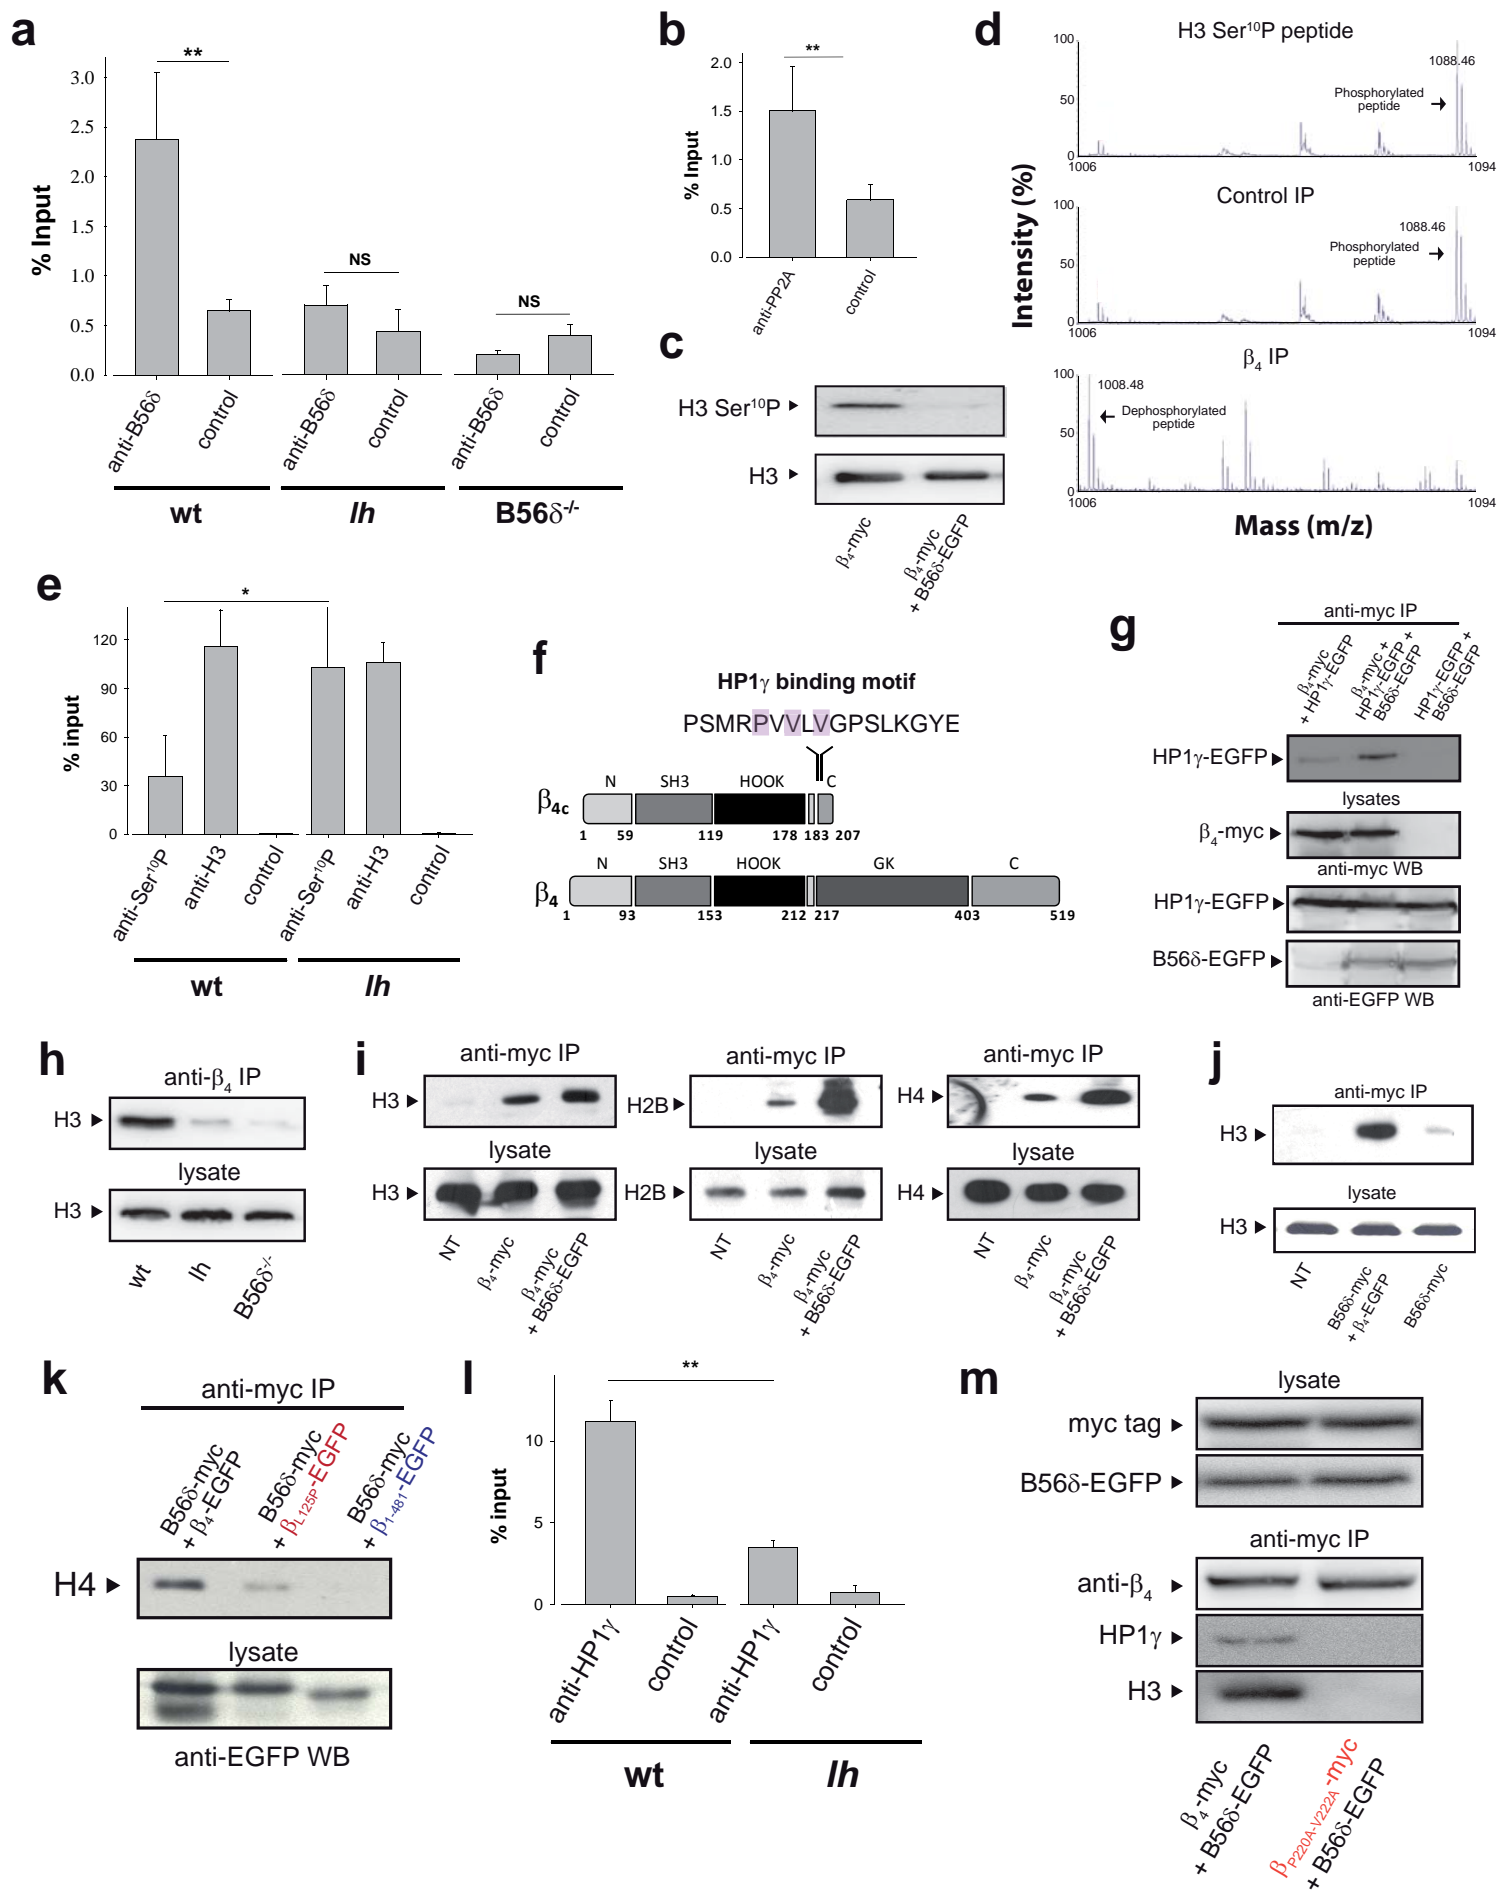 a
**
3.0
2.5
2.0
1.5
1.0
0.5
0.0
% Input
NS
NS
anti-B56δ
control
anti-B56δ
control
anti-B56δ
control
wt
lh
B56δ-/-
b
**
2.0
1.5
1.0
0.5
0.0
% Input
anti-PP2A
control
c
H3 Ser10P
H3
β4-myc
β4-myc
+ B56δ-EGFP
d
H3 Ser10P peptide
100
50
0
1088.46
Phosphorylated
peptide
1006
1094
Control IP
100
50
0
1088.46
Phosphorylated
peptide
1006
1094
β4 IP
100
50
0
1008.48
Dephosphorylated
peptide
1006
1094
Intensity (%)
Mass (m/z)
e
*
120
90
60
30
0
% input
anti-Ser10P
anti-H3
control
anti-Ser10P
anti-H3
control
wt
lh
f
HP1γ binding motif
PSMRPVVLVGPSLKGYE
N SH3 HOOK C
β4c
1 59 119 178 183 207
N SH3 HOOK GK C
β4
1 93 153 212 217 403 519
g
anti-myc IP
β4-myc
+ HP1γ-EGFP
β4-myc +
HP1γ-EGFP +
B56δ-EGFP
HP1γ-EGFP +
B56δ-EGFP
HP1γ-EGFP
lysates
β4-myc
anti-myc WB
HP1γ-EGFP
B56δ-EGFP
anti-EGFP WB
h
anti-β4 IP
H3
lysate
H3
wt
lh
B56δ-/-
i
anti-myc IP
H3
lysate
H3
NT
β4-myc
β4-myc
+ B56δ-EGFP
anti-myc IP
H2B
lysate
H2B
NT
β4-myc
β4-myc
+ B56δ-EGFP
anti-myc IP
H4
lysate
H4
NT
β4-myc
β4-myc
+ B56δ-EGFP
j
anti-myc IP
H3
lysate
H3
NT
B56δ-myc
+ β4-EGFP
B56δ-myc
k
anti-myc IP
B56δ-myc
+ β4-EGFP
B56δ-myc
+ βL125P-EGFP
B56δ-myc
+ β1-481-EGFP
H4
lysate
anti-EGFP WB
l
**
10
5
0
% input
anti-HP1γ
control
anti-HP1γ
control
wt
lh
m
lysate
myc tag
B56δ-EGFP
anti-myc IP
anti-β4
HP1γ
H3
β4-myc
+ B56δ-EGFP
βP220A-V222A-myc
+ B56δ-EGFP